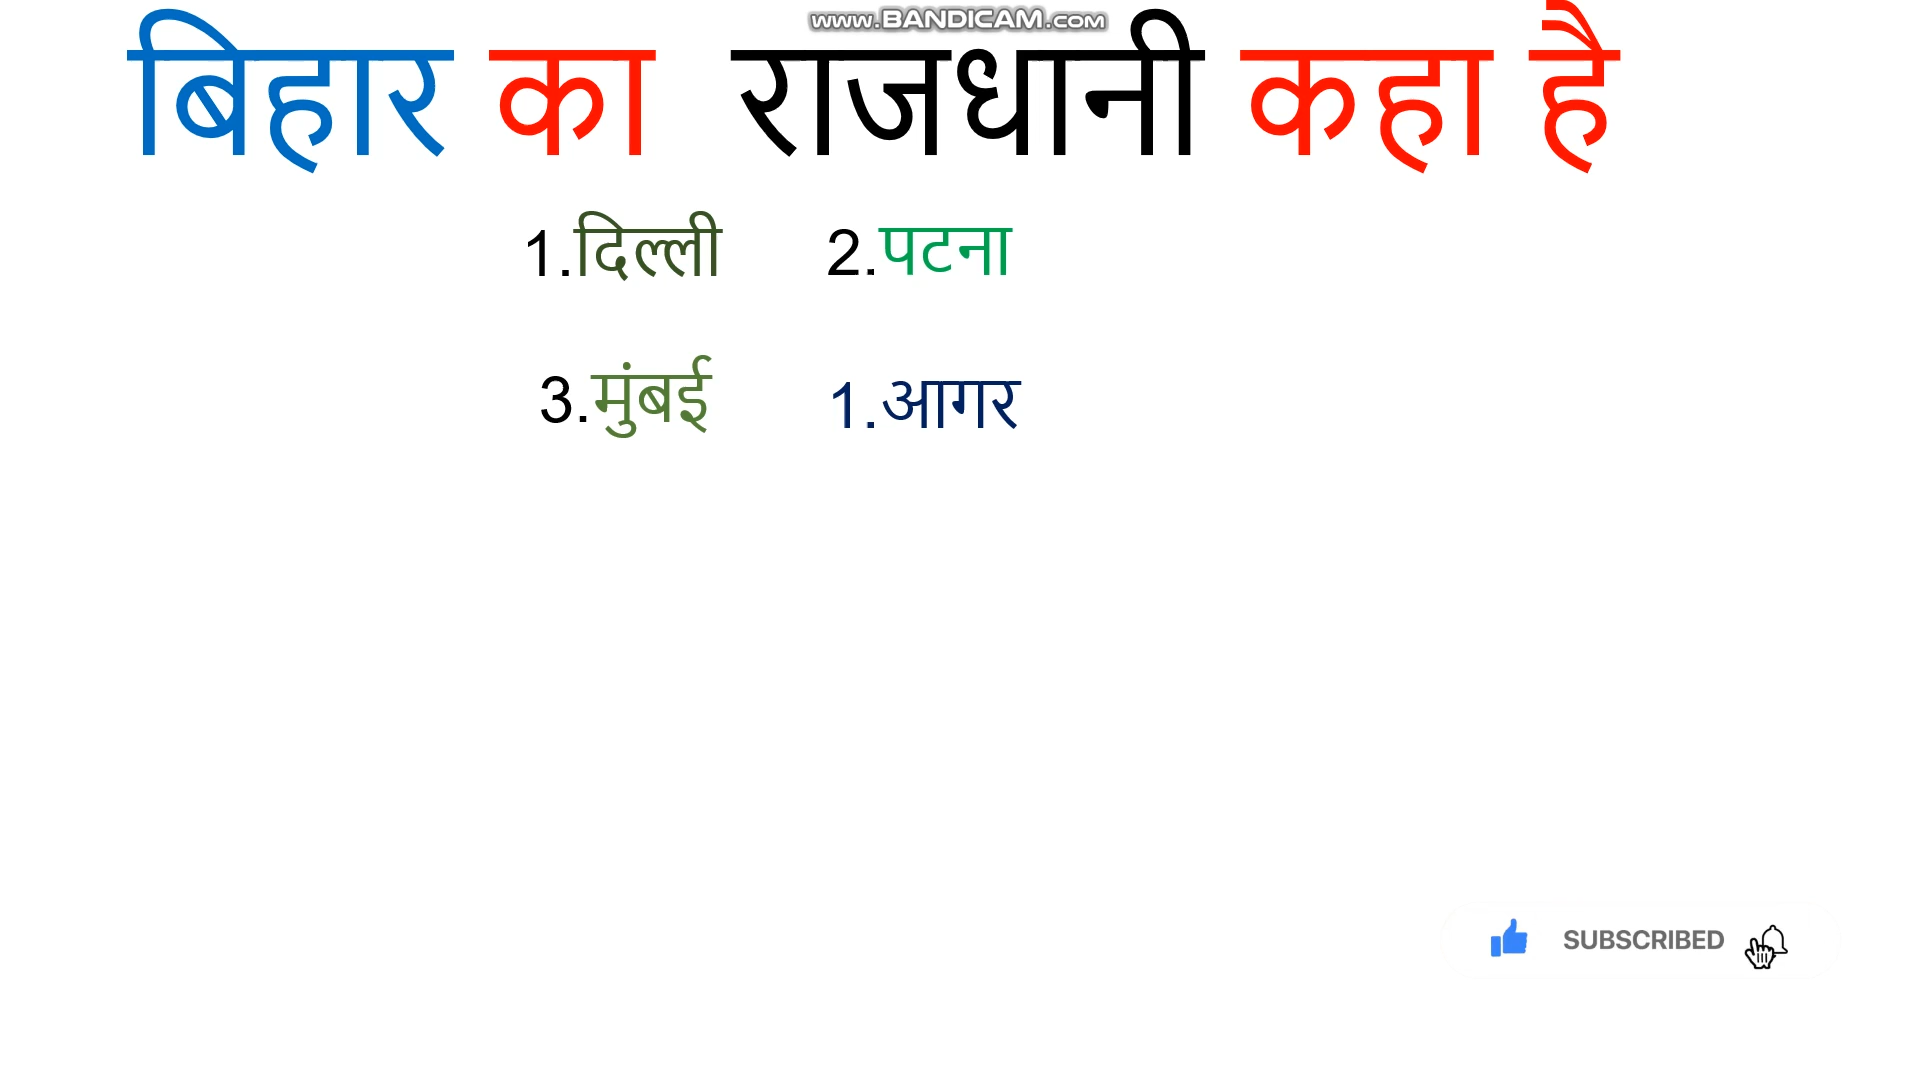 www.BANDICAM.com
बिहार का राजधानी कहा है
1.दिल्ली 2.पटना
3.मुंबई 1.आगर
SUBSCRIBED